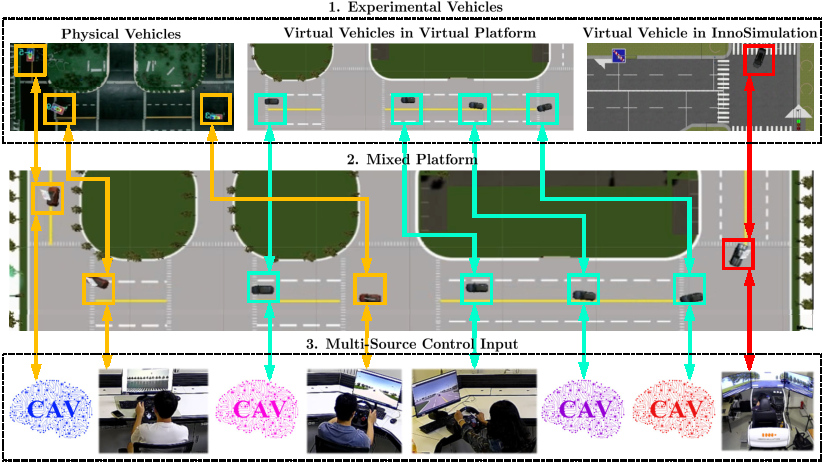 1. Experimental Vehicles
Physical Vehicles
Virtual Vehicles in Virtual Platform
Virtual Vehicle in InnoSimulation
2. Mixed Platform
3. Multi-Source Control Input
CAV
CAV
CAV
CAV